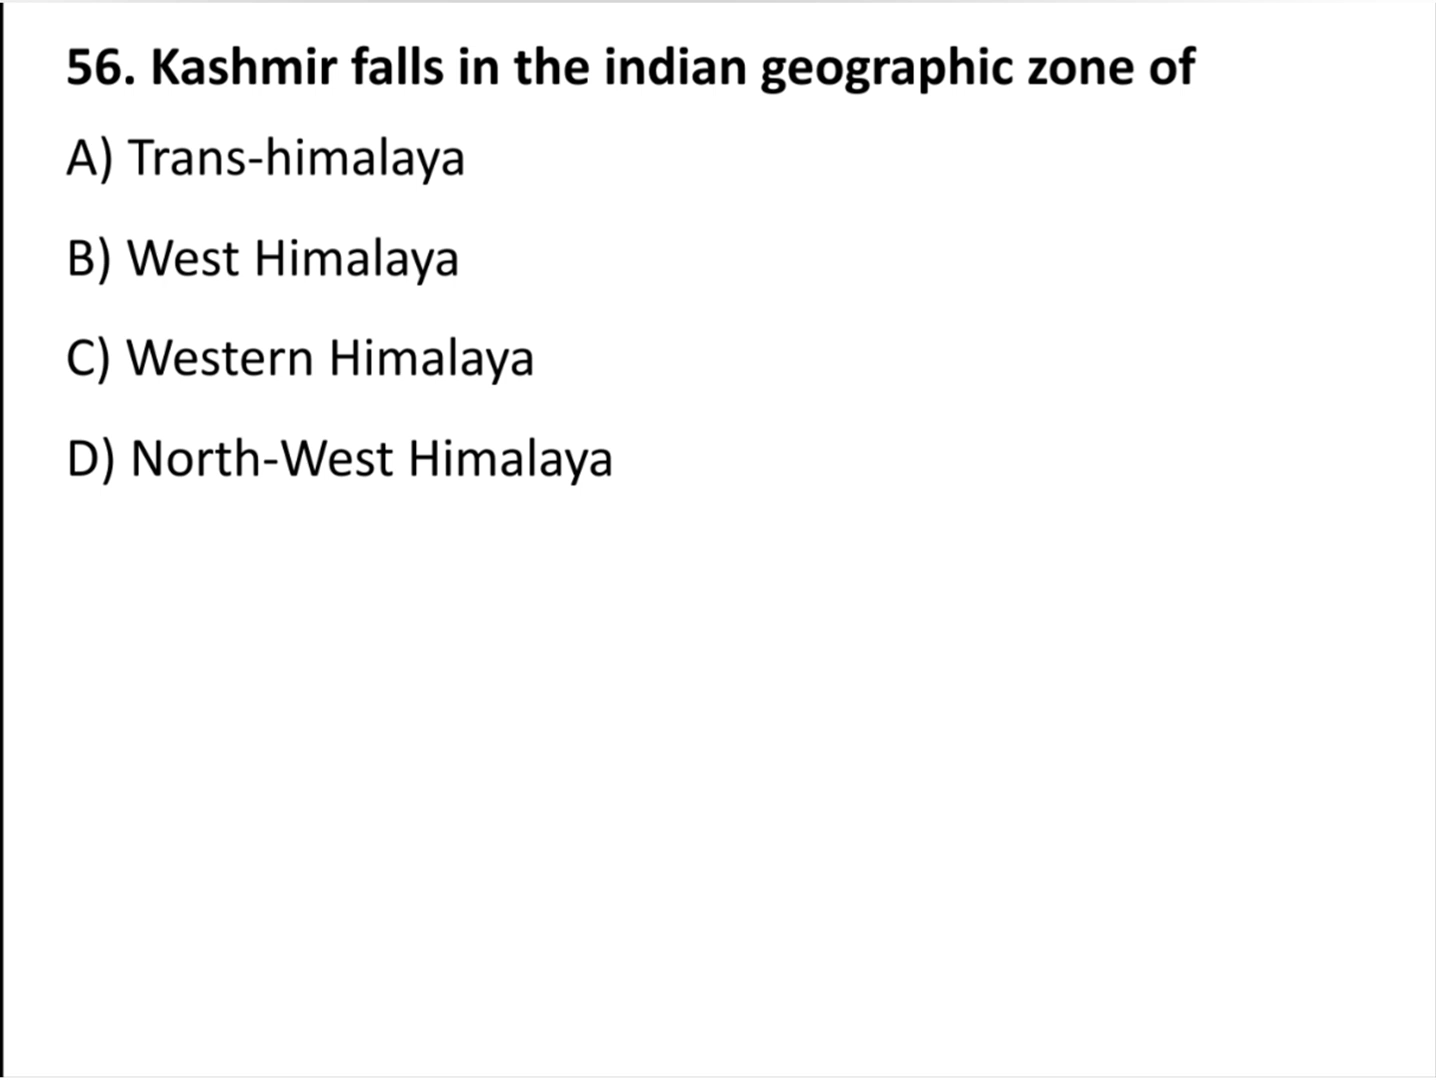 56. Kashmir falls in the indian geographic zone of
A) Trans-himalaya
B) West Himalaya
C) Western Himalaya
D) North-West Himalaya